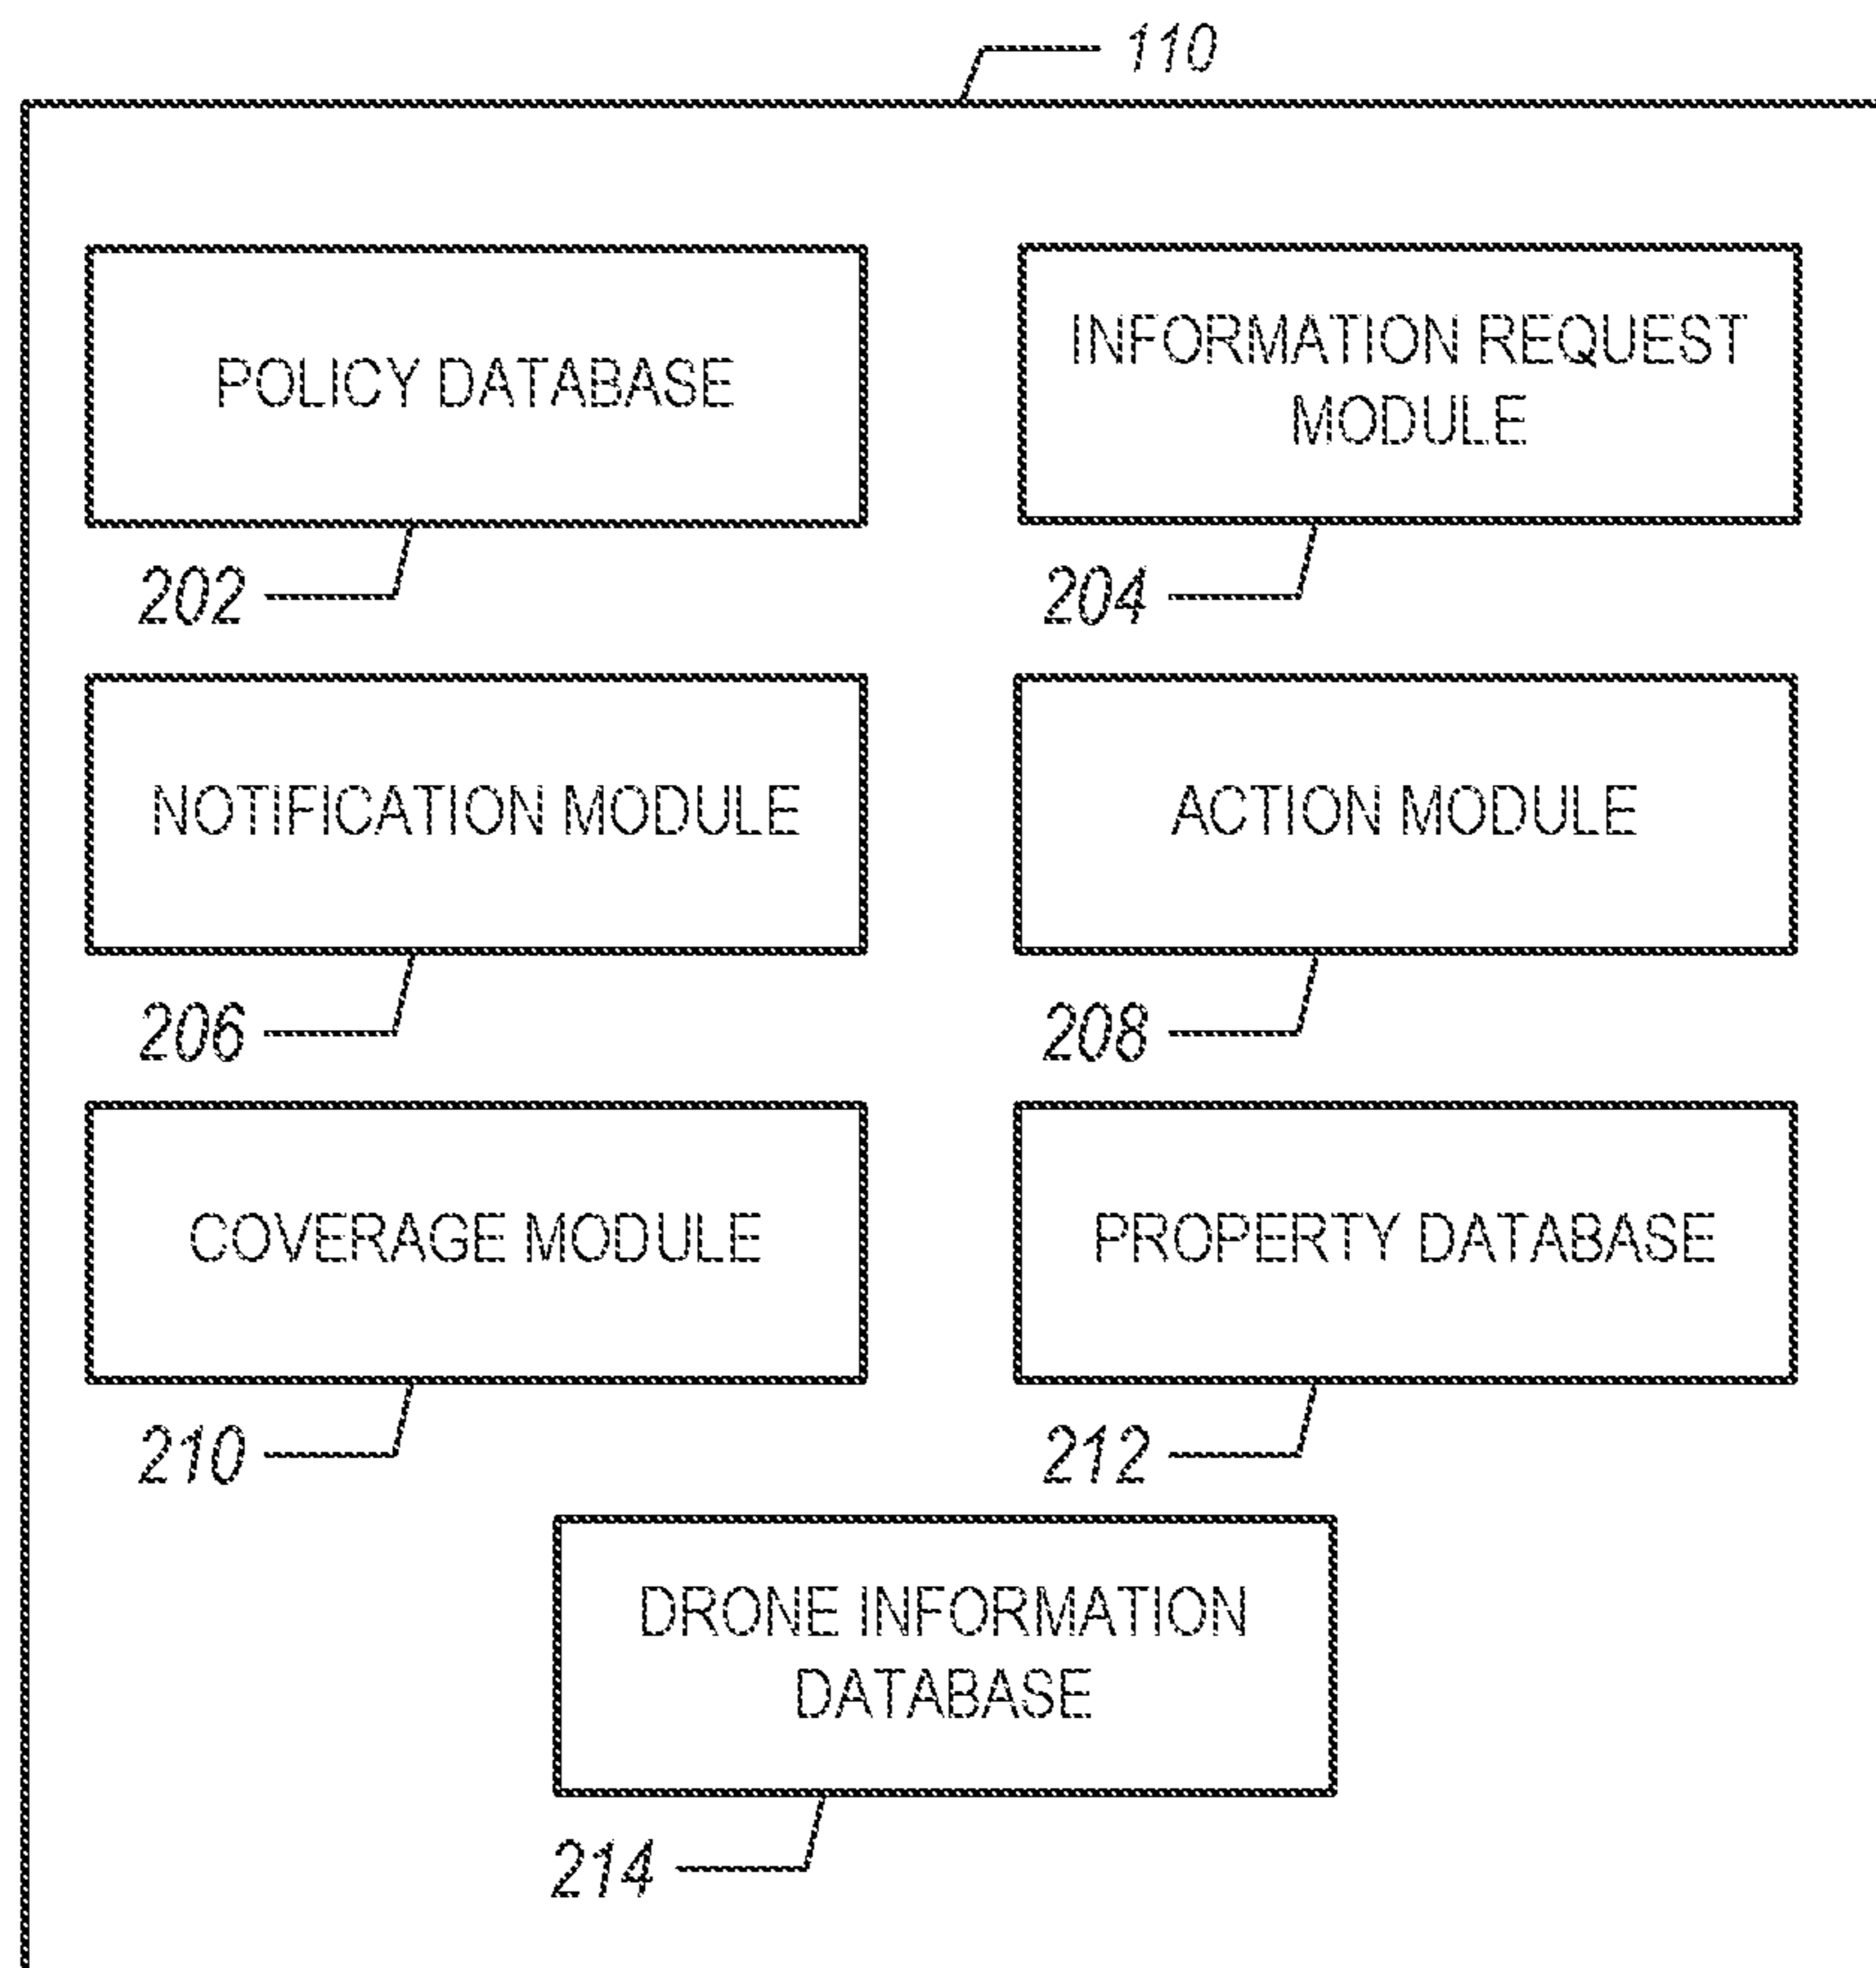 110
POLICY DATABASE
INFORMATION REQUEST
MODULE
202
204
NOTIFICATION MODULE
ACTION MODULE
206
208
COVERAGE MODULE
PROPERTY DATABASE
210
212
DRONE INFORMATION
DATABASE
214